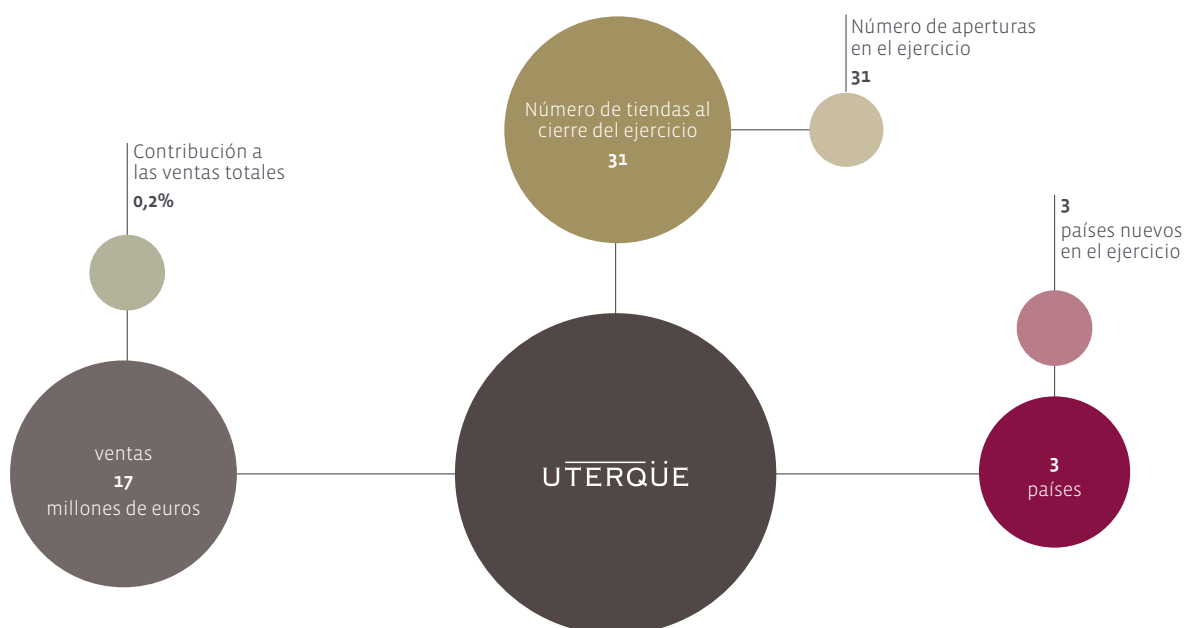 Número de aperturas
en el ejercicio
31
Número de tiendas al
cierre del ejercicio
31
Contribución a
las ventas totales
0,2%
3
países nuevos
en el ejercicio
ventas
17
millones de euros
UTERQÜE
3
países